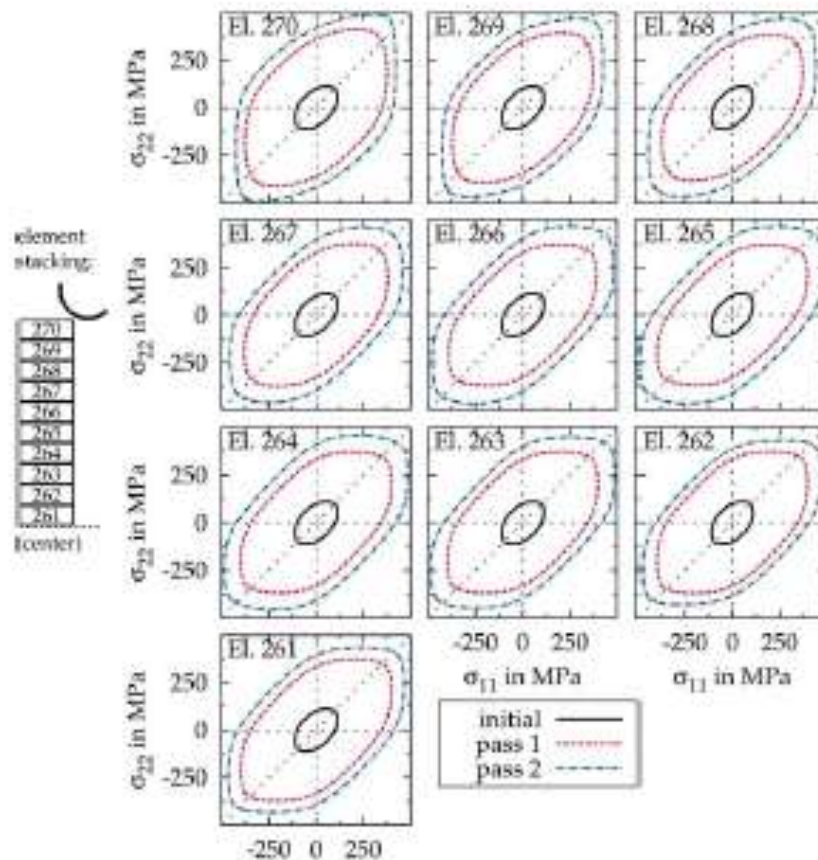 El. 270 El. 269 El. 268
σ22 in MPa
250
0
-250
element
stacking:
270
269
268
267
266
265
264
263
262
261
(center)
El. 267 El. 266 El. 265
σ22 in MPa
250
0
-250
El. 264 El. 263 El. 262
σ22 in MPa
250
0
-250
-250 0 250 -250 0 250
σ11 in MPa σ11 in MPa
El. 261
σ22 in MPa
250
0
-250
-250 0 250
initial
pass 1
pass 2